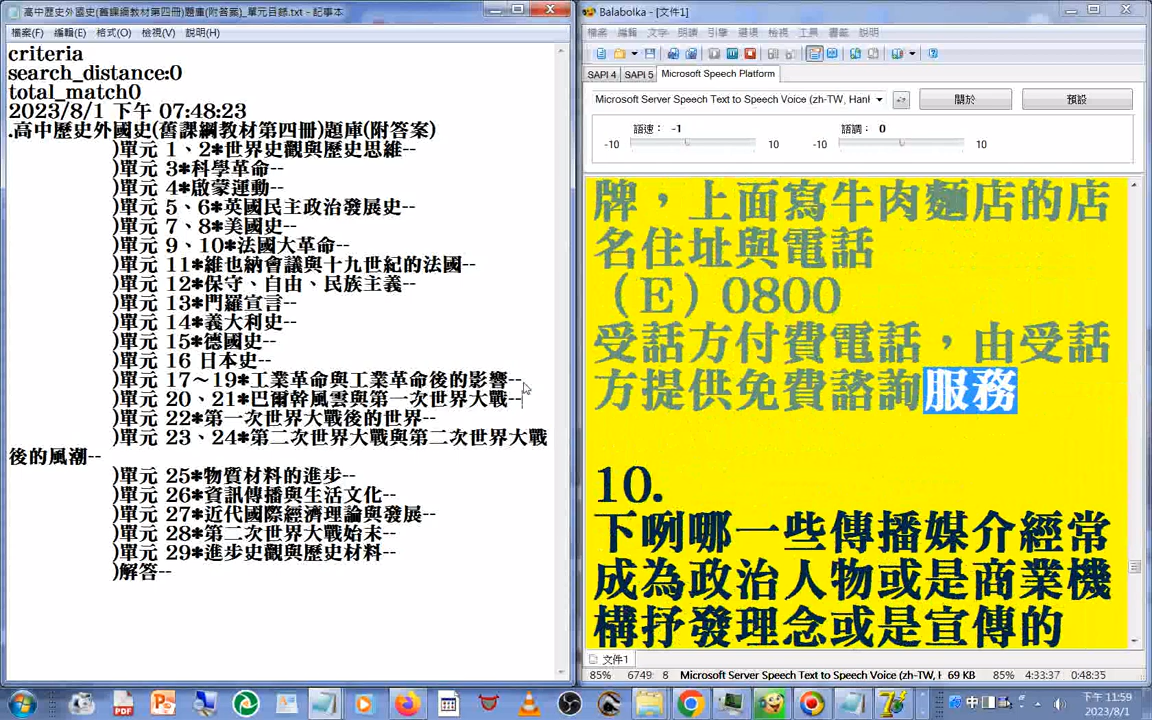 高中歷史外國史(舊課綱教材第四冊)題庫(附答案)_單元目錄.txt - 記事本
檔案(F) 編輯(E) 格式(O) 檢視(V) 說明(H)
criteria
search_distance:0
total_match0
2023/8/1 下午 07:48:23
.高中歷史外國史(舊課綱教材第四冊)題庫(附答案)
)單元 1、2*世界史觀與歷史思維--
)單元 3*科學革命--
)單元 4*啟蒙運動--
)單元 5、6*英國民主政治發展史--
)單元 7、8*美國史--
)單元 9、10*法國大革命--
)單元 11*維也納會議與十九世紀的法國--
)單元 12*保守、自由、民族主義--
)單元 13*門羅宣言--
)單元 14*義大利史--
)單元 15*德國史--
)單元 16 日本史--
)單元 17～19*工業革命與工業革命後的影響--
)單元 20、21*巴爾幹風雲與第一次世界大戰--
)單元 22*第一次世界大戰後的世界--
)單元 23、24*第二次世界大戰與第二次世界大戰
後的風潮--
)單元 25*物質材料的進步--
)單元 26*資訊傳播與生活文化--
)單元 27*近代國際經濟理論與發展--
)單元 28*第二次世界大戰始末--
)單元 29*進步史觀與歷史材料--
)解答--
Balabolka - [文件1]
檔案 編輯 文字 朗讀 引擎 選項 檢視 工具 書籤 說明
SAPI 4 SAPI 5 Microsoft Speech Platform
Microsoft Server Speech Text to Speech Voice (zh-TW, Hanl
關於
預設
語速： -1 語調： 0
-10 10 -10 10
牌，上面寫牛肉麵店的店
名住址與電話
（E）0800
受話方付費電話，由受話
方提供免費諮詢服務
10.
下咧哪一些傳播媒介經常
成為政治人物或是商業機
構抒發理念或是宣傳的
文件1
85% 6749: 8 Microsoft Server Speech Text to Speech Voice (zh-TW, H 69 KB 85% 4:33:37 0:48:35
中
下午 11:59
2023/8/1